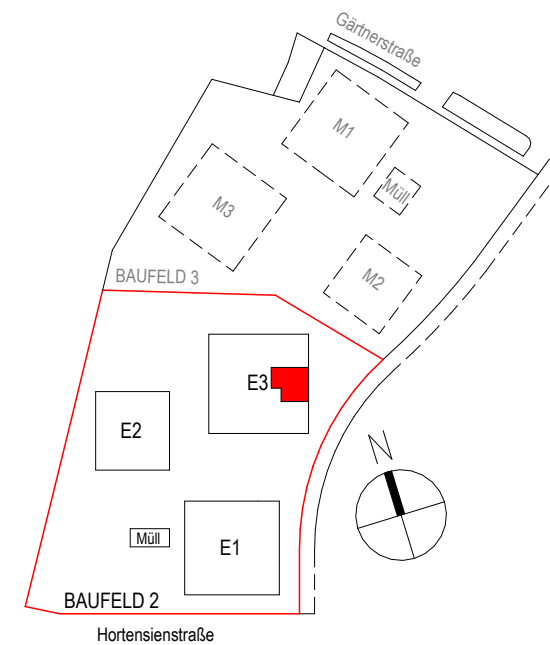 Gärtnerstraße
M1
Müll
M3
M2
BAUFELD 3
E3
E2
N
Müll
E1
BAUFELD 2
Hortensienstraße